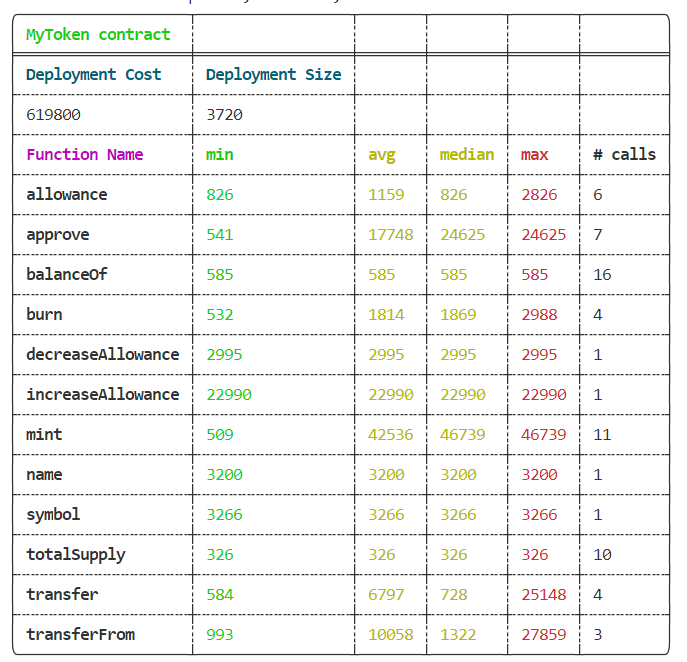 MyToken contract
Deployment Cost Deployment Size
619800 3720
Function Name min avg median max # calls
allowance 826 1159 826 2826 6
approve 541 17748 24625 24625 7
balanceOf 585 585 585 585 16
burn 532 1814 1869 2988 4
decreaseAllowance 2995 2995 2995 2995 1
increaseAllowance 22990 22990 22990 22990 1
mint 509 42536 46739 46739 11
name 3200 3200 3200 3200 1
symbol 3266 3266 3266 3266 1
totalSupply 326 326 326 326 10
transfer 584 6797 728 25148 4
transferFrom 993 10058 1322 27859 3